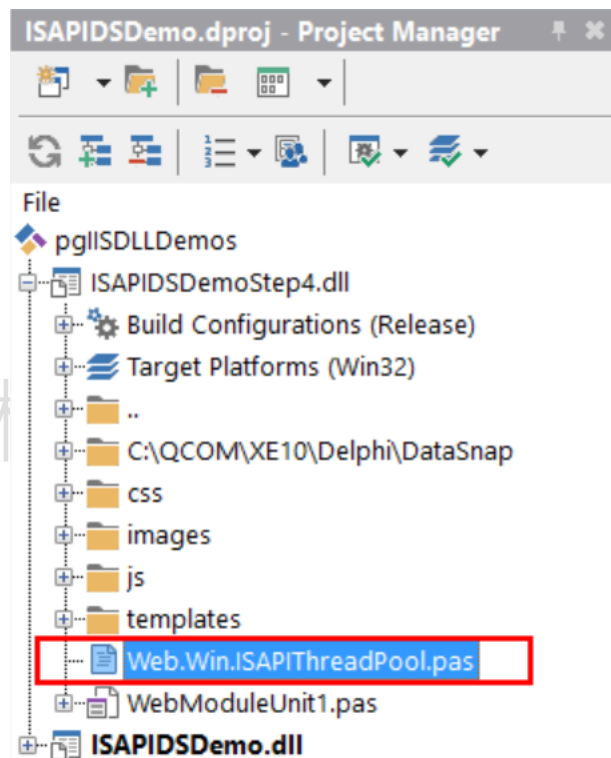 ISAPIDSDemo.dproj - Project Manager
File
pgIISDLLDemos
ISAPIDSDemoStep4.dll
Build Configurations (Release)
Target Platforms (Win32)
..
C:\QCOM\XE10\Delphi\DataSnap
css
images
js
templates
Web.Win.ISAPIThreadPool.pas
WebModuleUnit1.pas
ISAPIDSDemo.dll